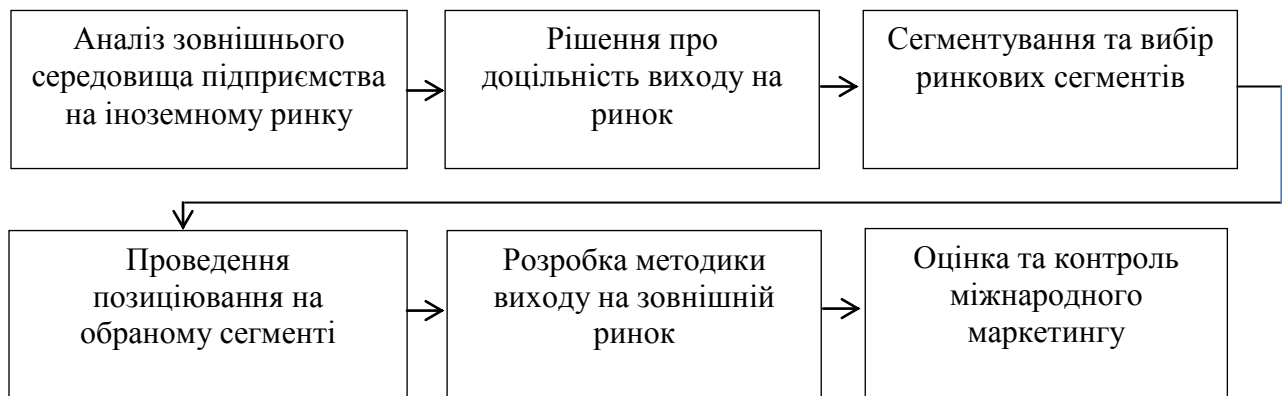 Аналіз зовнішнього
середовища підприємства
на іноземному ринку
Рішення про
доцільність виходу на
ринок
Сегментування та вибір
ринкових сегментів
Проведення
позиціювання на
обраному сегменті
Розробка методики
виходу на зовнішній
ринок
Оцінка та контроль
міжнародного
маркетингу